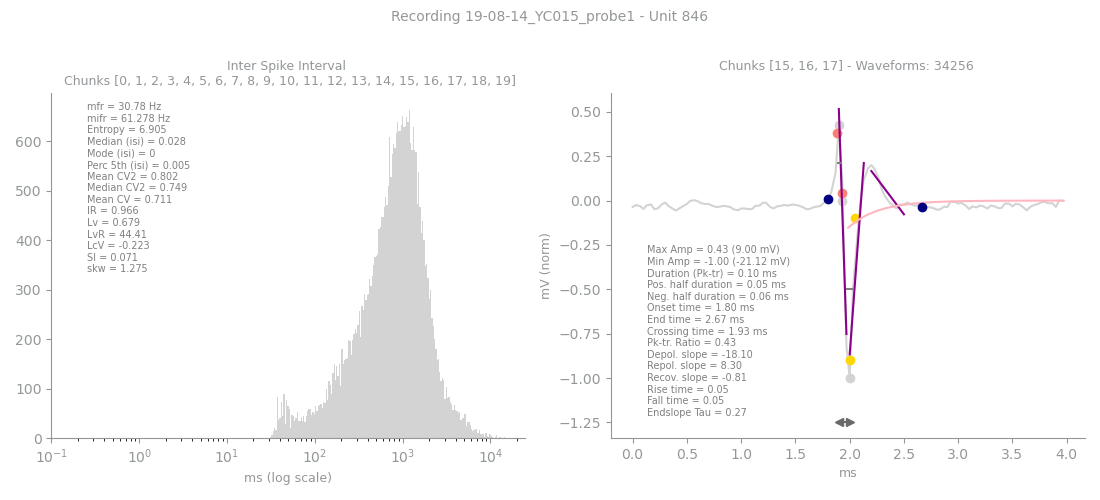 Recording 19-08-14_YC015_probe1 - Unit 846
Inter Spike Interval
Chunks [0, 1, 2, 3, 4, 5, 6, 7, 8, 9, 10, 11, 12, 13, 14, 15, 16, 17, 18, 19]
mfr = 30.78 Hz
mifr = 61.278 Hz
Entropy = 6.905
Median (isi) = 0.028
Mode (isi) = 0
Perc 5th (isi) = 0.005
Mean CV2 = 0.802
Median CV2 = 0.749
Mean CV = 0.711
IR = 0.966
Lv = 0.679
LvR = 44.41
LcV = -0.223
SI = 0.071
skw = 1.275
600
500
400
300
200
100
0
10⁻¹ 10⁰ 10¹ 10² 10³ 10⁴
ms (log scale)
Chunks [15, 16, 17] - Waveforms: 34256
mV (norm)
0.50
0.25
0.00
−0.25
−0.50
−0.75
−1.00
−1.25
Max Amp = 0.43 (9.00 mV)
Min Amp = -1.00 (-21.12 mV)
Duration (Pk-tr) = 0.10 ms
Pos. half duration = 0.05 ms
Neg. half duration = 0.06 ms
Onset time = 1.80 ms
End time = 2.67 ms
Crossing time = 1.93 ms
Pk-tr. Ratio = 0.43
Depol. slope = -18.10
Repol. slope = 8.30
Recov. slope = -0.81
Rise time = 0.05
Fall time = 0.05
Endslope Tau = 0.27
0.0 0.5 1.0 1.5 2.0 2.5 3.0 3.5 4.0
ms